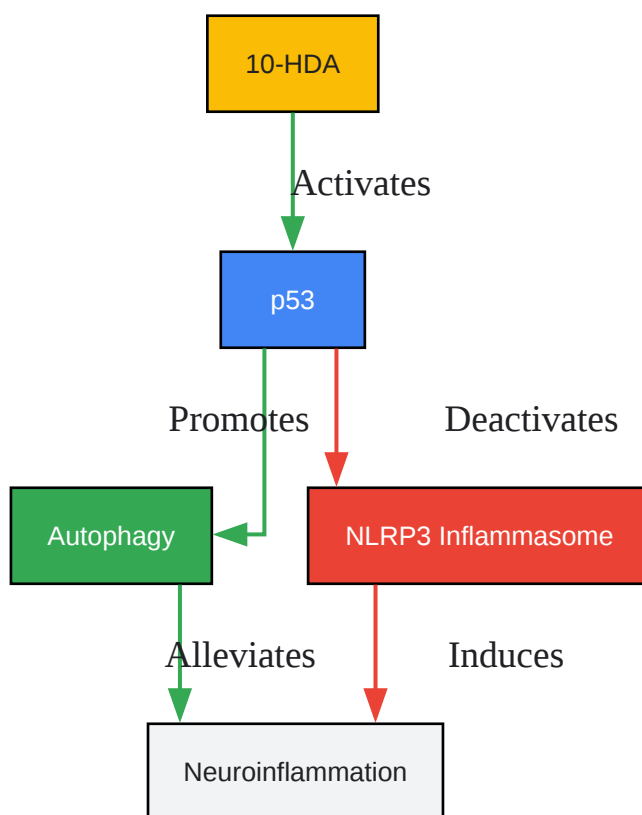 10-HDA
Activates
p53
Promotes
Deactivates
Autophagy
NLRP3 Inflammasome
Alleviates
Induces
Neuroinflammation